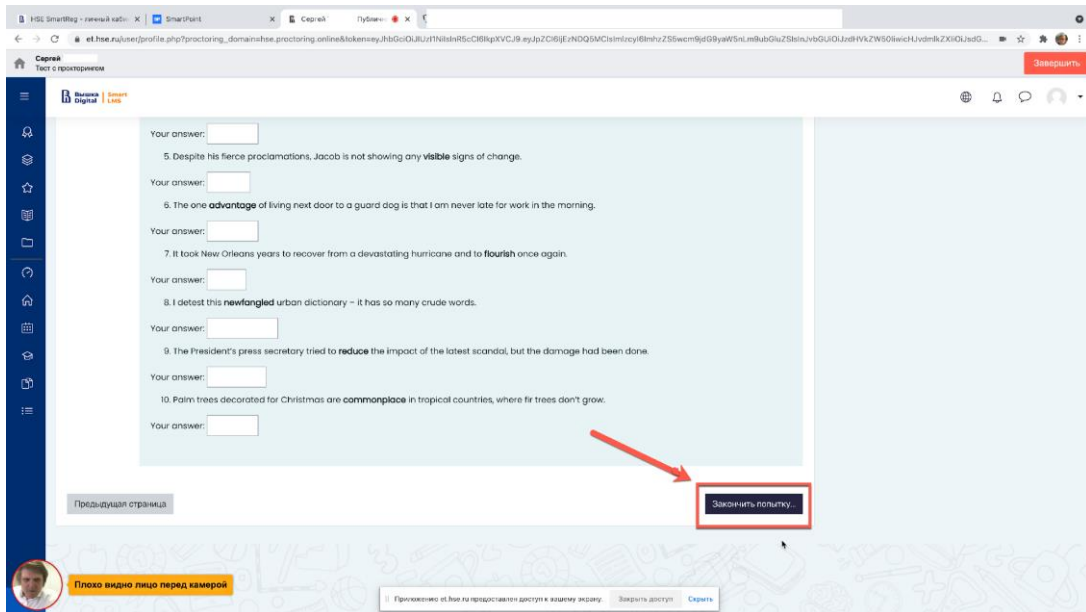 HSE SmartReg - личный каби
SmartPoint
Сергей
Публичн
Сергей
Тест с прокторингом
Завершить
Вышка Digital
Smart LMS
Your answer:
5. Despite his fierce proclamations, Jacob is not showing any visible signs of change.
Your answer:
6. The one advantage of living next door to a guard dog is that I am never late for work in the morning.
Your answer:
7. It took New Orleans years to recover from a devastating hurricane and to flourish once again.
Your answer:
8. I detest this newfangled urban dictionary – it has so many crude words.
Your answer:
9. The President's press secretary tried to reduce the impact of the latest scandal, but the damage had been done.
Your answer:
10. Palm trees decorated for Christmas are commonplace in tropical countries, where fir trees don't grow.
Your answer:
Предыдущая страница
Закончить попытку...
Плохо видно лицо перед камерой
Приложению et.hse.ru предоставлен доступ к вашему экрану.
Закрыть доступ
Скрыть